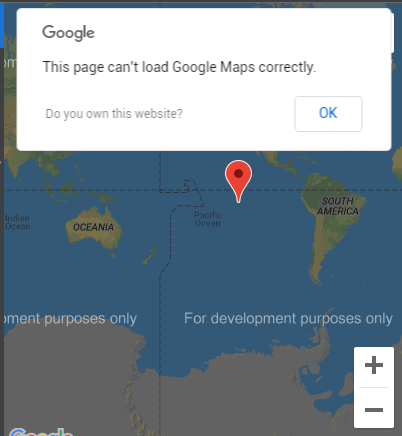 Google
This page can't load Google Maps correctly.
Do you own this website?
OK
SOUTH
AMERICA
Pacific
Ocean
Indian
Ocean
OCEANIA
opment purposes only
For development purposes only
+
−
Google